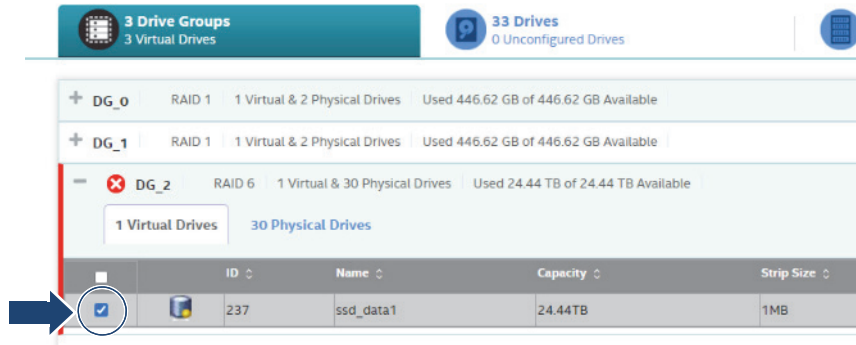 3 Drive Groups
3 Virtual Drives
33 Drives
0 Unconfigured Drives
DG_0 RAID 1 1 Virtual & 2 Physical Drives Used 446.62 GB of 446.62 GB Available
DG_1 RAID 1 1 Virtual & 2 Physical Drives Used 446.62 GB of 446.62 GB Available
DG_2 RAID 6 1 Virtual & 30 Physical Drives Used 24.44 TB of 24.44 TB Available
1 Virtual Drives 30 Physical Drives
ID Name Capacity Strip Size
237 ssd_data1 24.44TB 1MB